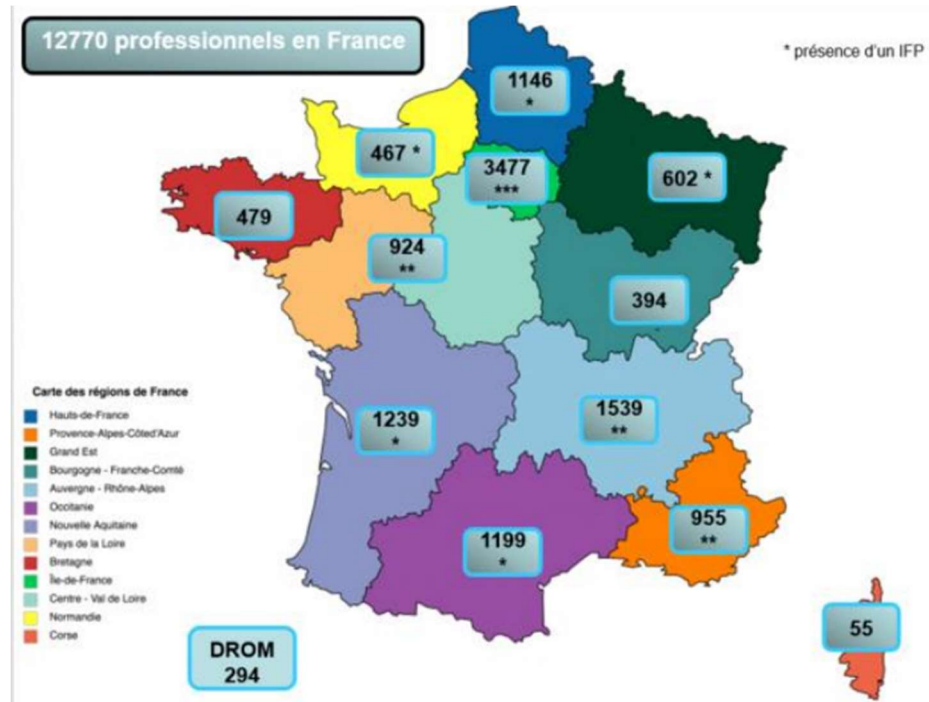 12770 professionnels en France
* présence d'un IFP
1146
*
467 *
3477
***
602 *
479
924
**
394
1239
*
1539
**
1199
*
955
**
55
DROM
294
Carte des régions de France
Hauts-de-France
Provence-Alpes-Côted'Azur
Grand Est
Bourgogne - Franche-Comté
Auvergne - Rhône-Alpes
Occitanie
Nouvelle Aquitaine
Pays de la Loire
Bretagne
Île-de-France
Centre - Val de Loire
Normandie
Corse